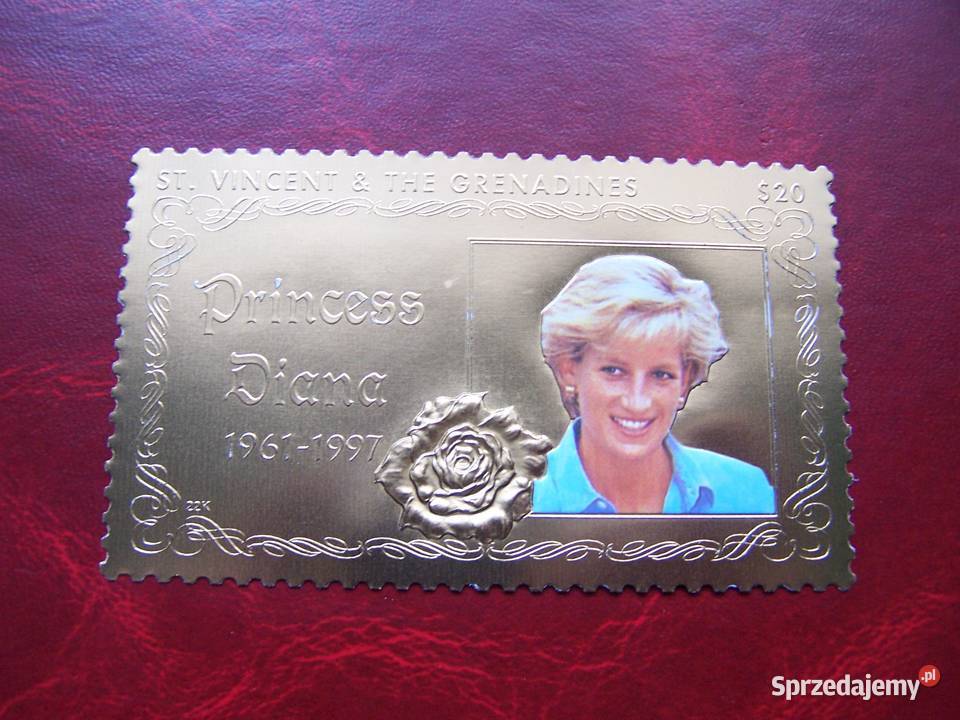 ST. VINCENT & THE GRENADINES $20
Princess
Diana
1961-1997
22K
Sprzedajemy.pl